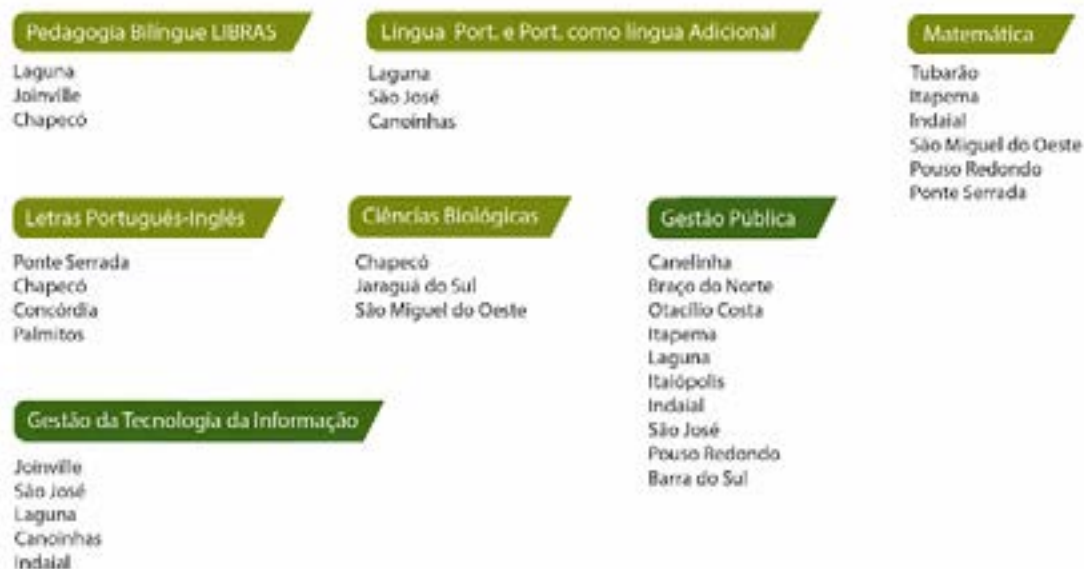 Pedagogia Bilíngue LIBRAS
Laguna
Joinville
Chapecó
Língua Port. e Port. como língua Adicional
Laguna
São José
Canoinhas
Matemática
Tubarão
Itapema
Indaial
São Miguel do Oeste
Pouso Redondo
Ponte Serrada
Letras Português-Inglês
Ponte Serrada
Chapecó
Concórdia
Palmitos
Ciências Biológicas
Chapecó
Jaraguá do Sul
São Miguel do Oeste
Gestão Pública
Canelinha
Braço do Norte
Otacílio Costa
Itapema
Laguna
Itaiópolis
Indaial
São José
Pouso Redondo
Barra do Sul
Gestão da Tecnologia da Informação
Joinville
São José
Laguna
Canoinhas
Indaial